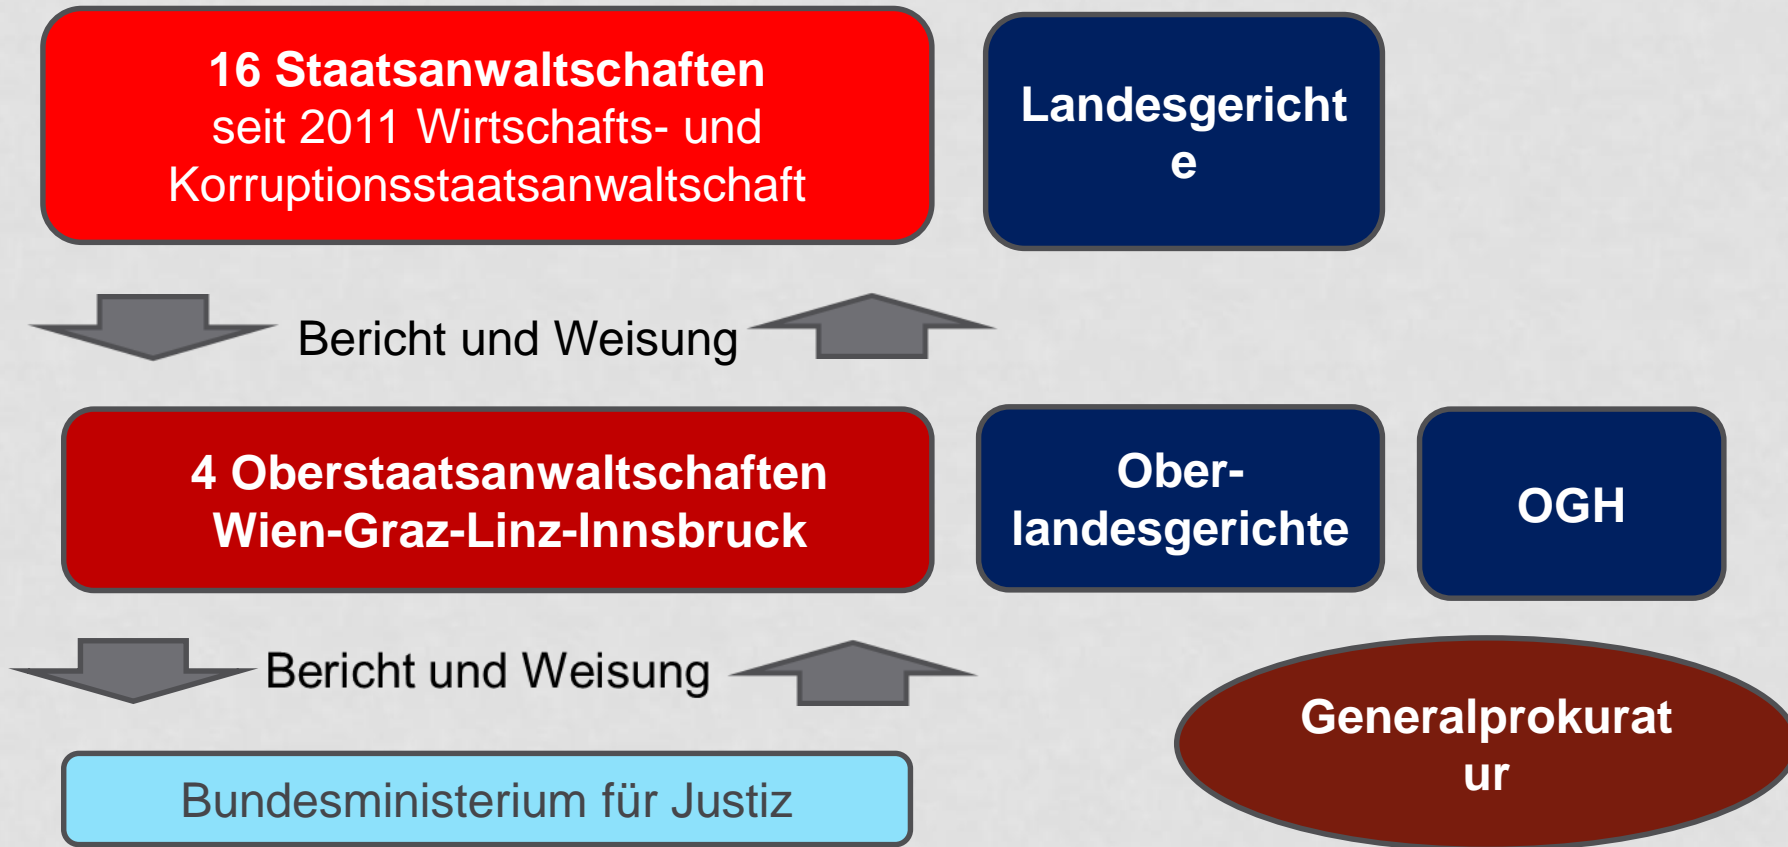 16 Staatsanwaltschaften
seit 2011 Wirtschafts- und
Korruptionsstaatsanwaltschaft
Landesgericht
e
Bericht und Weisung
4 Oberstaatsanwaltschaften
Wien-Graz-Linz-Innsbruck
Ober-
landesgerichte
OGH
Bericht und Weisung
Generalprokurat
ur
Bundesministerium für Justiz